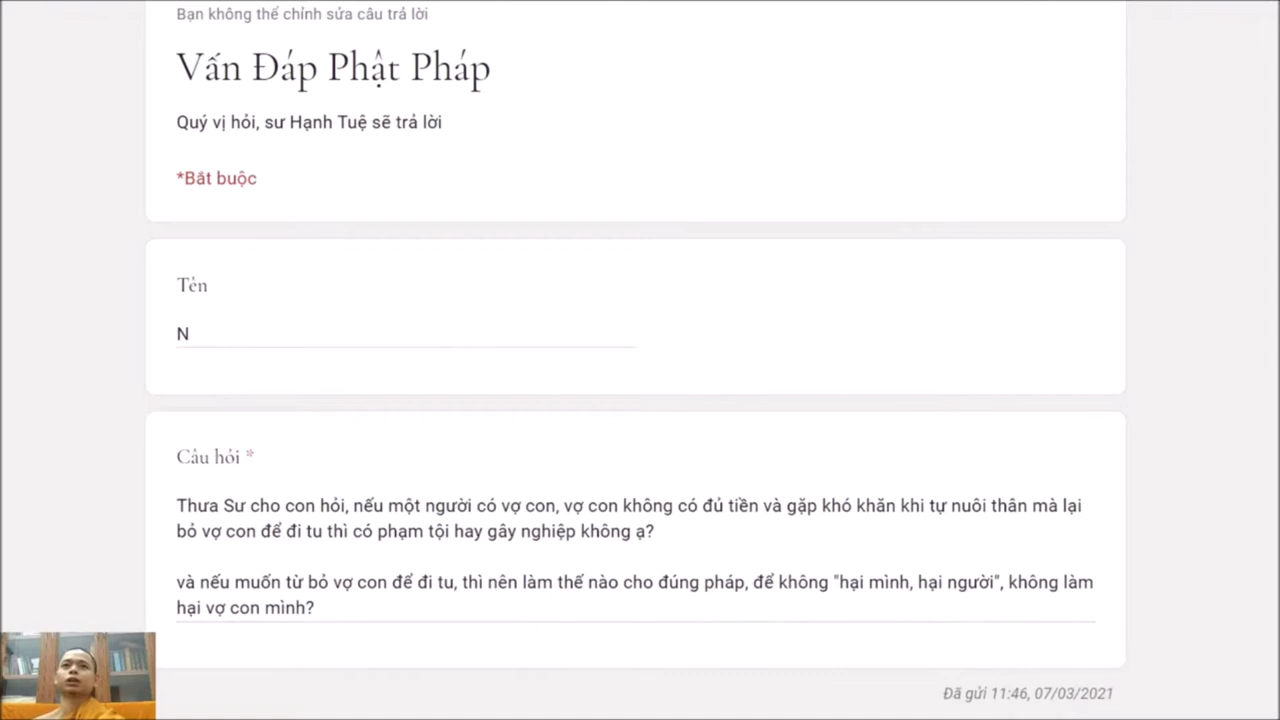 Bạn không thể chỉnh sửa câu trả lời
Vấn Đáp Phật Pháp
Quý vị hỏi, sư Hạnh Tuệ sẽ trả lời
*Bắt buộc
Tên
N
Câu hỏi *
Thưa Sư cho con hỏi, nếu một người có vợ con, vợ con không có đủ tiền và gặp khó khăn khi tự nuôi thân mà lại
bỏ vợ con để đi tu thì có phạm tội hay gây nghiệp không ạ?
và nếu muốn từ bỏ vợ con để đi tu, thì nên làm thế nào cho đúng pháp, để không "hại mình, hại người", không làm
hại vợ con mình?
Đã gửi 11:46, 07/03/2021